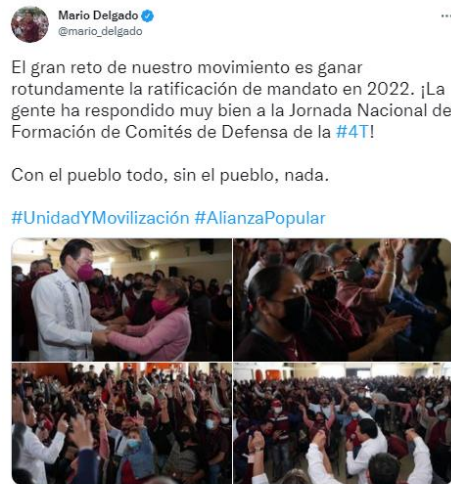 Mario Delgado
@mario_delgado
El gran reto de nuestro movimiento es ganar
rotundamente la ratificación de mandato en 2022. ¡La
gente ha respondido muy bien a la Jornada Nacional de
Formación de Comités de Defensa de la #4T!
Con el pueblo todo, sin el pueblo, nada.
#UnidadYMovilización #AlianzaPopular